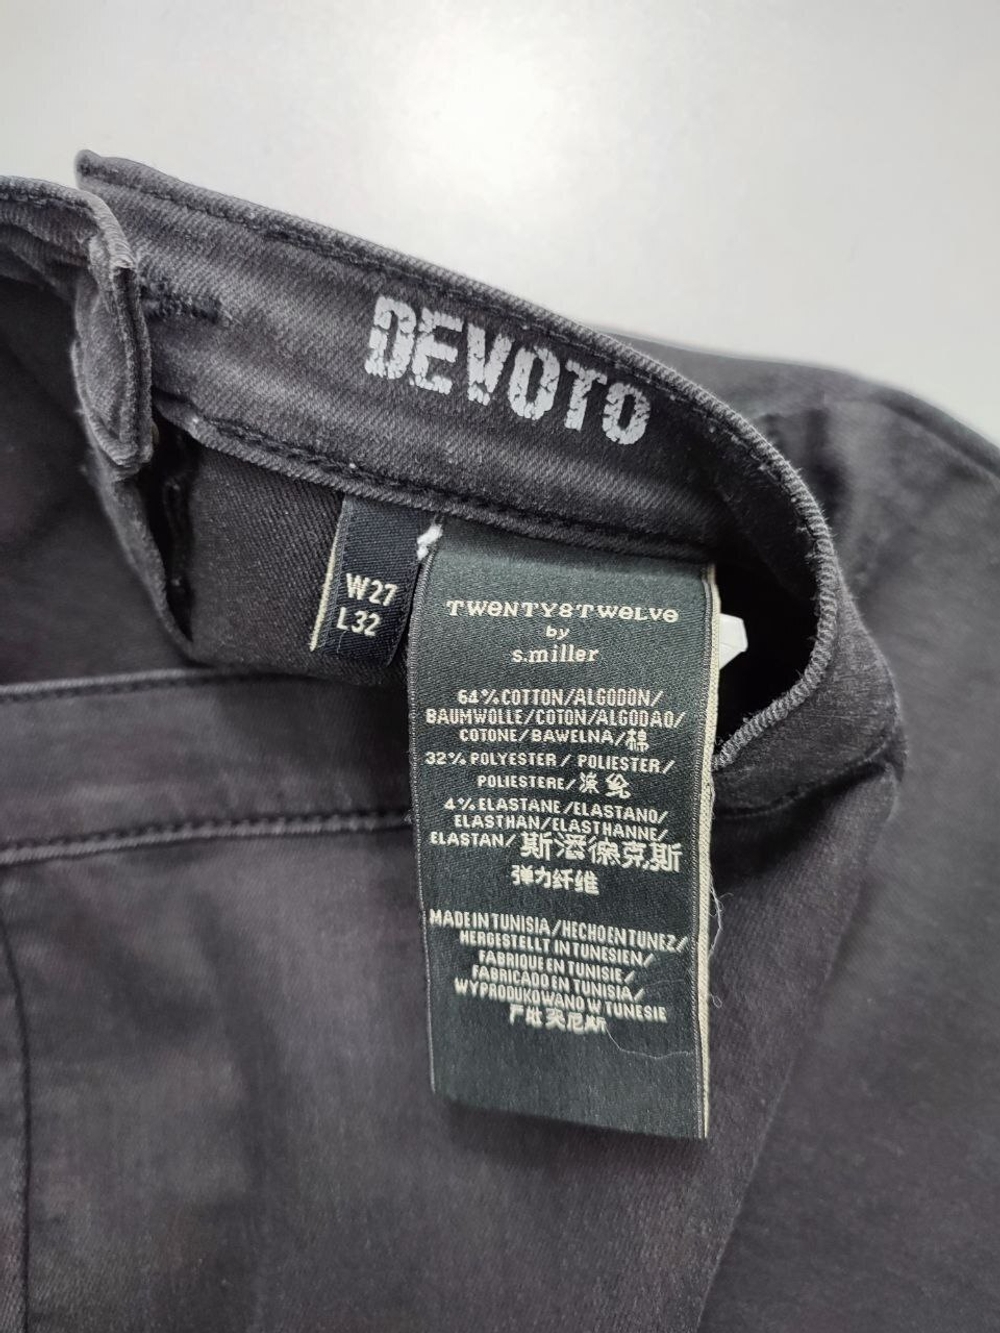 DEVOTO
W27
L32
TWENTY8TWELVE
by
s.miller
64%COTTON/ALGODON/
BAUMWOLLE/COTON/ALGODAO/
COTONE/BAWELNA/棉
32% POLYESTER / POLIESTER/
POLIESTERE/涤纶
4% ELASTANE/ELASTANO/
ELASTHAN/ELASTHANNE/
ELASTAN/
弹力纤维
MADE IN TUNISIA/HECHO EN TUNEZ/
HERGESTELLT IN TUNESIEN/
FABRIQUE EN TUNISIE/
FABRICADO EN TUNISIA/
WYPRODUKOWANO W TUNESIE